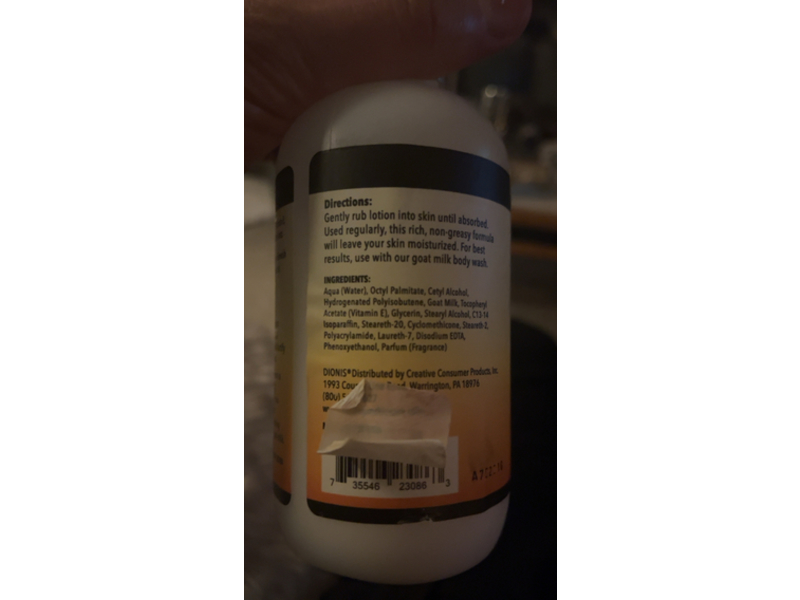 Directions:
Gently rub lotion into skin until absorbed.
Used regularly, this rich, non-greasy formula
will leave your skin moisturized. For best
results, use with our goat milk body wash.
INGREDIENTS:
Aqua (Water), Octyl Palmitate, Cetyl Alcohol,
Hydrogenated Polyisobutene, Goat Milk, Tocopheryl
Acetate (Vitamin E), Glycerin, Stearyl Alcohol, C13-14
Isoparaffin, Steareth-20, Cyclomethicone, Steareth-2,
Polyacrylamide, Laureth-7, Disodium EDTA,
Phenoxyethanol, Parfum (Fragrance)
DIONIS® Distributed by Creative Consumer Products, Inc.
1993 Road, Warrington, PA 18976
7 35546 23086 3